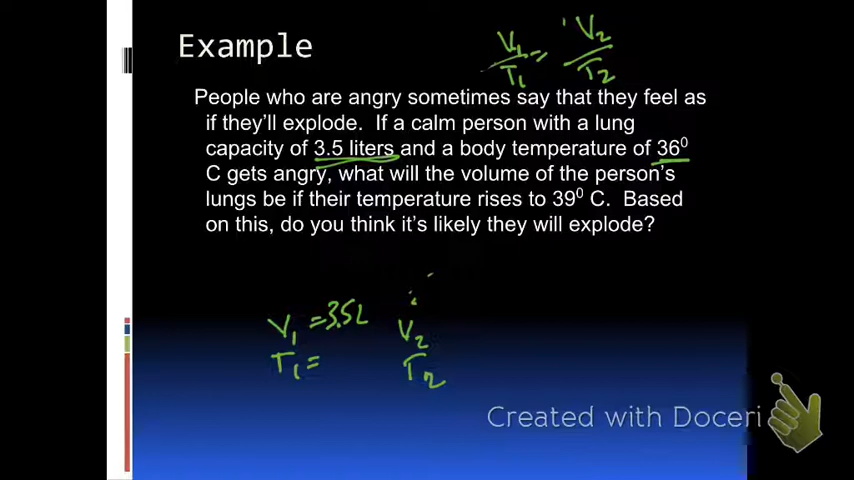 Example
V₁/T₁ = V₂/T₂
People who are angry sometimes say that they feel as
if they'll explode. If a calm person with a lung
capacity of 3.5 liters and a body temperature of 36⁰
C gets angry, what will the volume of the person's
lungs be if their temperature rises to 39⁰ C. Based
on this, do you think it's likely they will explode?
V₁ = 3.5L V₂
T₁ = T₂
Created with Doceri